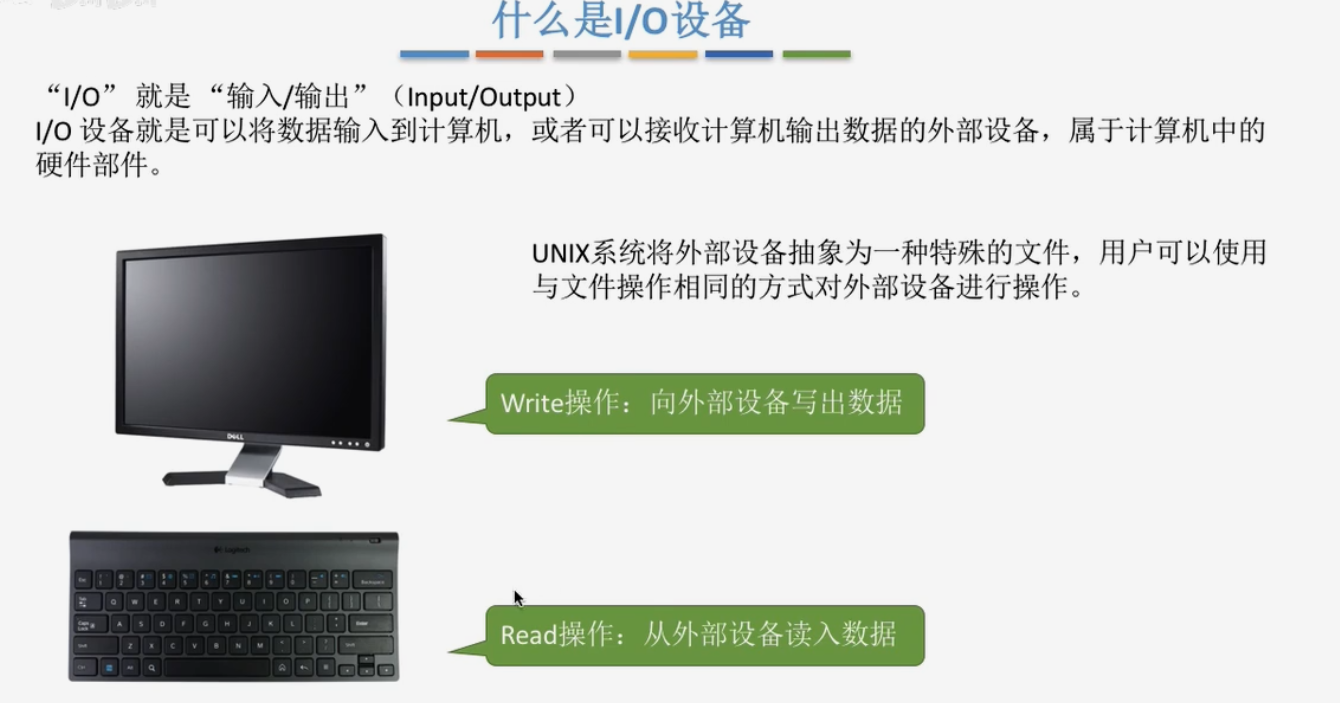 什么是I/O设备
“I/O” 就是 “输入/输出”（Input/Output）
I/O 设备就是可以将数据输入到计算机，或者可以接收计算机输出数据的外部设备，属于计算机中的
硬件部件。
UNIX系统将外部设备抽象为一种特殊的文件，用户可以使用
与文件操作相同的方式对外部设备进行操作。
Write操作：向外部设备写出数据
DELL
Logitech
Read操作：从外部设备读入数据